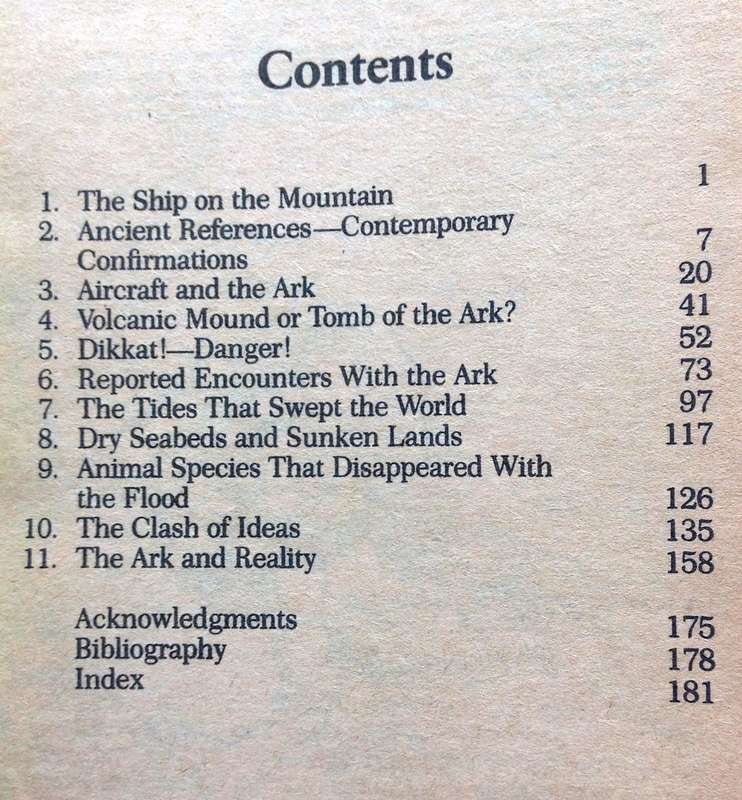 Contents
1. The Ship on the Mountain 1
2. Ancient References—Contemporary
Confirmations 7
3. Aircraft and the Ark 20
4. Volcanic Mound or Tomb of the Ark? 41
5. Dikkat!—Danger! 52
6. Reported Encounters With the Ark 73
7. The Tides That Swept the World 97
8. Dry Seabeds and Sunken Lands 117
9. Animal Species That Disappeared With
the Flood 126
10. The Clash of Ideas 135
11. The Ark and Reality 158
Acknowledgments 175
Bibliography 178
Index 181